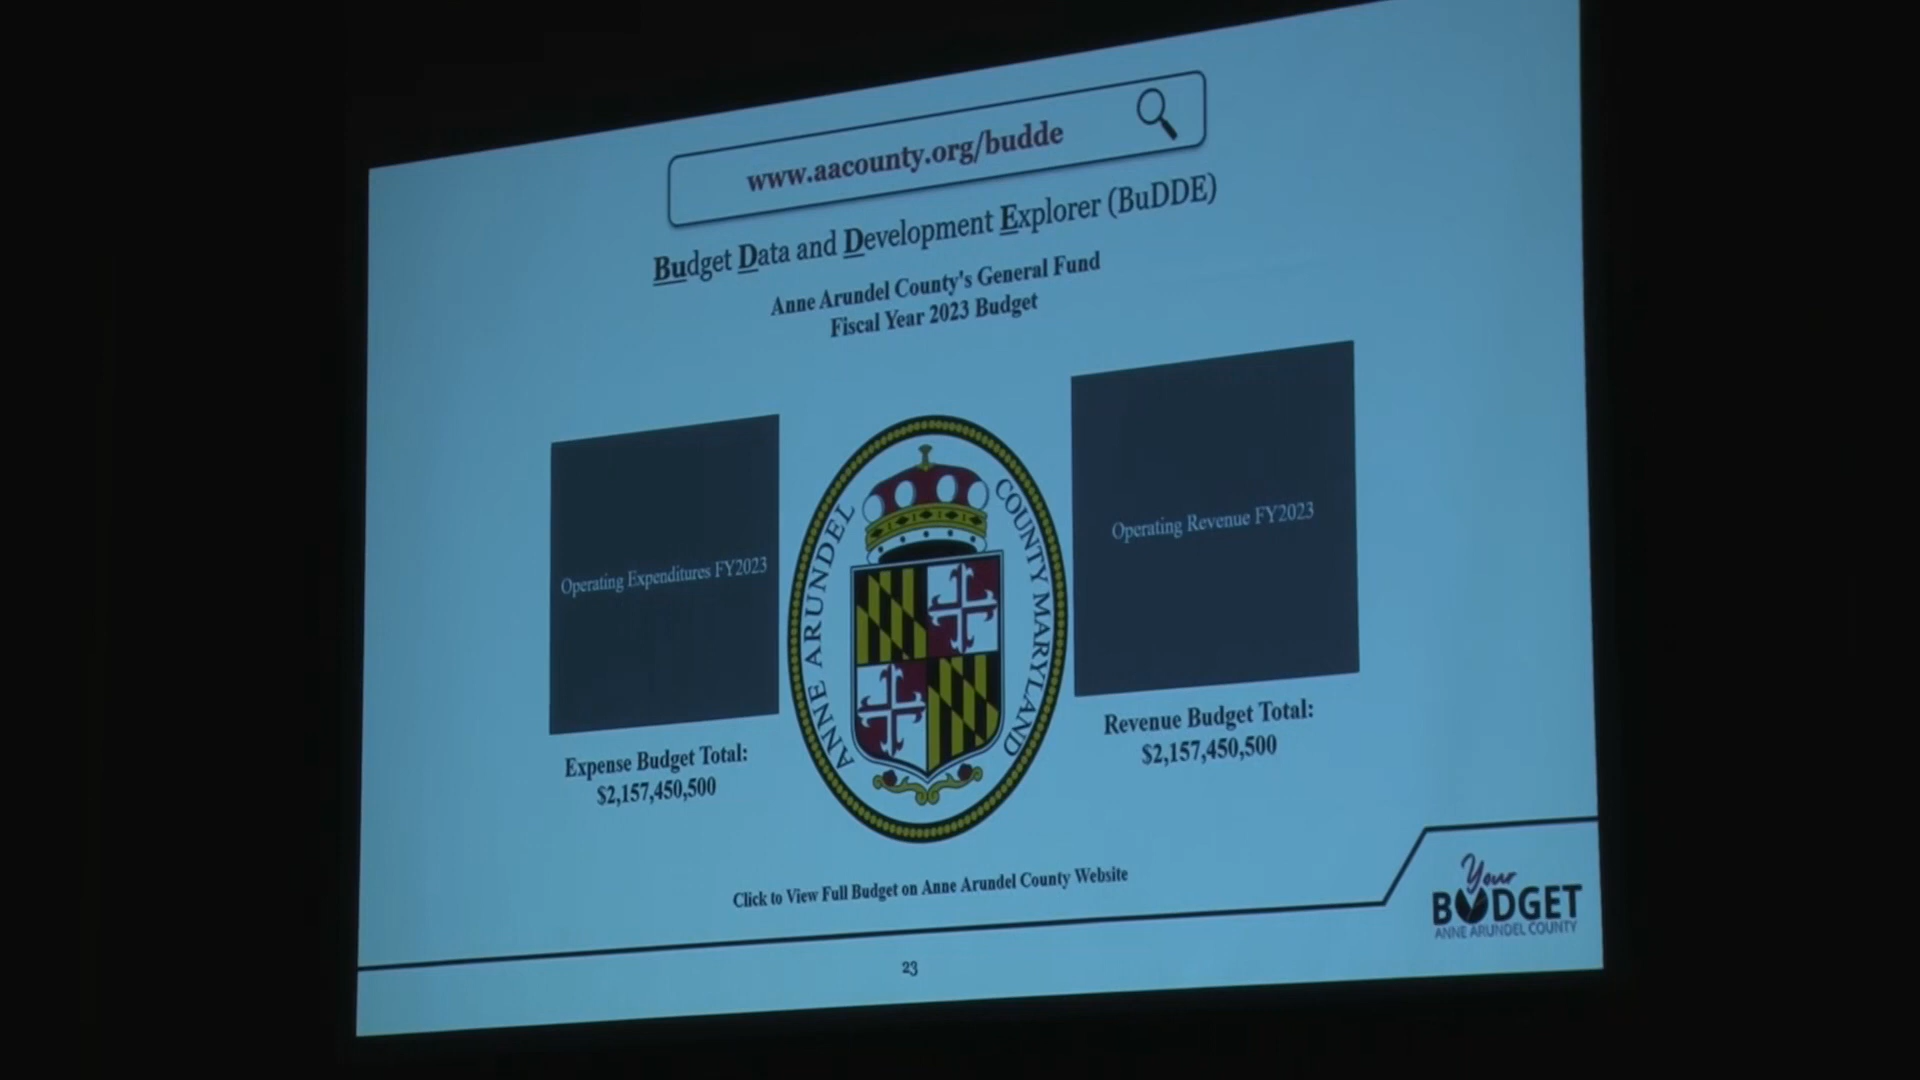 www.aacounty.org/budde
Budget Data and Development Explorer (BuDDE)
Anne Arundel County's General Fund
Fiscal Year 2023 Budget
Operating Expenditures FY2023
ANNE ARUNDEL COUNTY MARYLAND
Operating Revenue FY2023
Expense Budget Total:
$2,157,450,500
Revenue Budget Total:
$2,157,450,500
Click to View Full Budget on Anne Arundel County Website
Your
BUDGET
ANNE ARUNDEL COUNTY
23